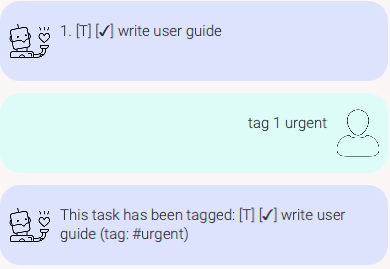 1. [T] [✓] write user guide
tag 1 urgent
This task has been tagged: [T] [✓] write user
guide (tag: #urgent)